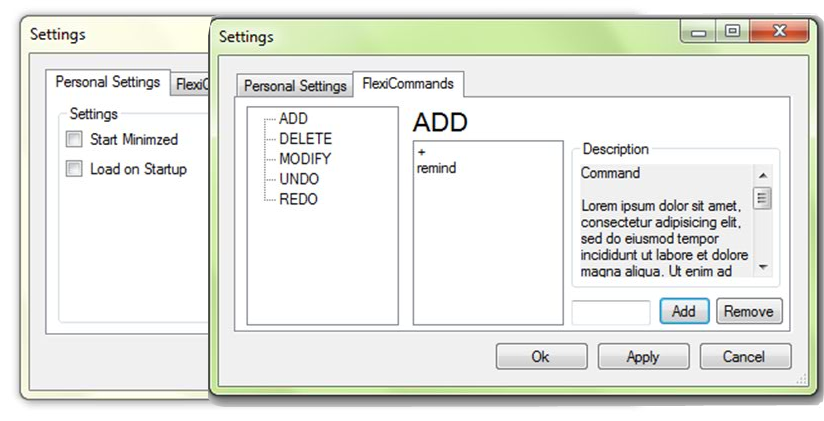 Settings
Personal Settings FlexiC
Settings
Start Minimzed
Load on Startup
Settings
Personal Settings FlexiCommands
ADD
DELETE
MODIFY
UNDO
REDO
ADD
+
remind
Description
Command
Lorem ipsum dolor sit amet,
consectetur adipisicing elit,
sed do eiusmod tempor
incididunt ut labore et dolore
magna aliqua. Ut enim ad
Add Remove
Ok Apply Cancel